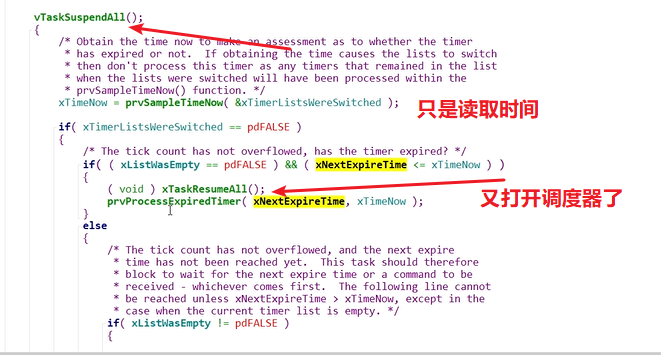 vTaskSuspendAll();
{
/* Obtain the time now to make an assessment as to whether the timer
* has expired or not.  If obtaining the time causes the lists to switch
* then don't process this timer as any timers that remained in the list
* when the lists were switched will have been processed within the
* prvSampleTimeNow() function. */
xTimeNow = prvSampleTimeNow( &xTimerListsWereSwitched );
只是读取时间
if( xTimerListsWereSwitched == pdFALSE )
{
/* The tick count has not overflowed, has the timer expired? */
if( ( xListWasEmpty == pdFALSE ) && ( xNextExpireTime <= xTimeNow ) )
{
( void ) xTaskResumeAll();
又打开调度器了
prvProcessExpiredTimer( xNextExpireTime, xTimeNow );
}
else
{
/* The tick count has not overflowed, and the next expire
* time has not been reached yet.  This task should therefore
* block to wait for the next expire time or a command to be
* received - whichever comes first.  The following line cannot
* be reached unless xNextExpireTime > xTimeNow, except in the
* case when the current timer list is empty. */
if( xListWasEmpty != pdFALSE )
{